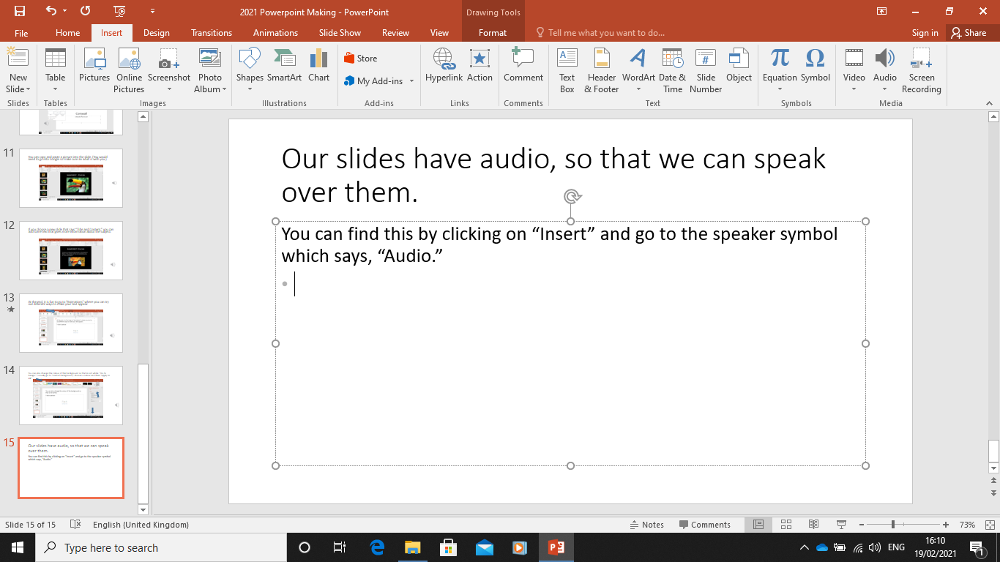 2021 Powerpoint Making - PowerPoint
Drawing Tools
File Home Insert Design Transitions Animations Slide Show Review View Format Tell me what you want to do... Sign in Share
New Slide Table Pictures Online Pictures Screenshot Photo Album Shapes SmartArt Chart Store My Add-ins Hyperlink Action Comment Text Box Header & Footer WordArt Date & Time Slide Number Object Equation Symbol Video Audio Screen Recording
Slides Tables Images Illustrations Add-ins Links Comments Text Symbols Media
11
12
13
14
15
Our slides have audio, so that we can speak
over them.
You can find this by clicking on “Insert” and go to the speaker symbol
which says, “Audio.”
Our slides have audio, so that we can speak
over them.
You can find this by clicking on “Insert” and go to the speaker symbol
which says, “Audio.”
Slide 15 of 15 English (United Kingdom) Notes Comments 73%
Type here to search ENG 16:10
19/02/2021 1